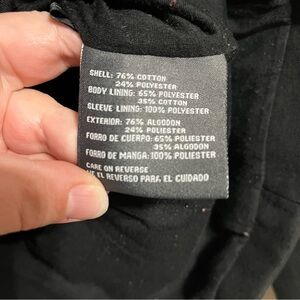 SHELL: 76% COTTON
24% POLYESTER
BODY LINING: 65% POLYESTER
35% COTTON
SLEEVE LINING: 100% POLYESTER
EXTERIOR: 76% ALGODON
24% POLIESTER
FORRO DE CUERPO: 65% POLIESTER
35% ALGODON
FORRO DE MANGA: 100% POLIESTER
CARE ON REVERSE
EL REVERSO PARA EL CUIDADO